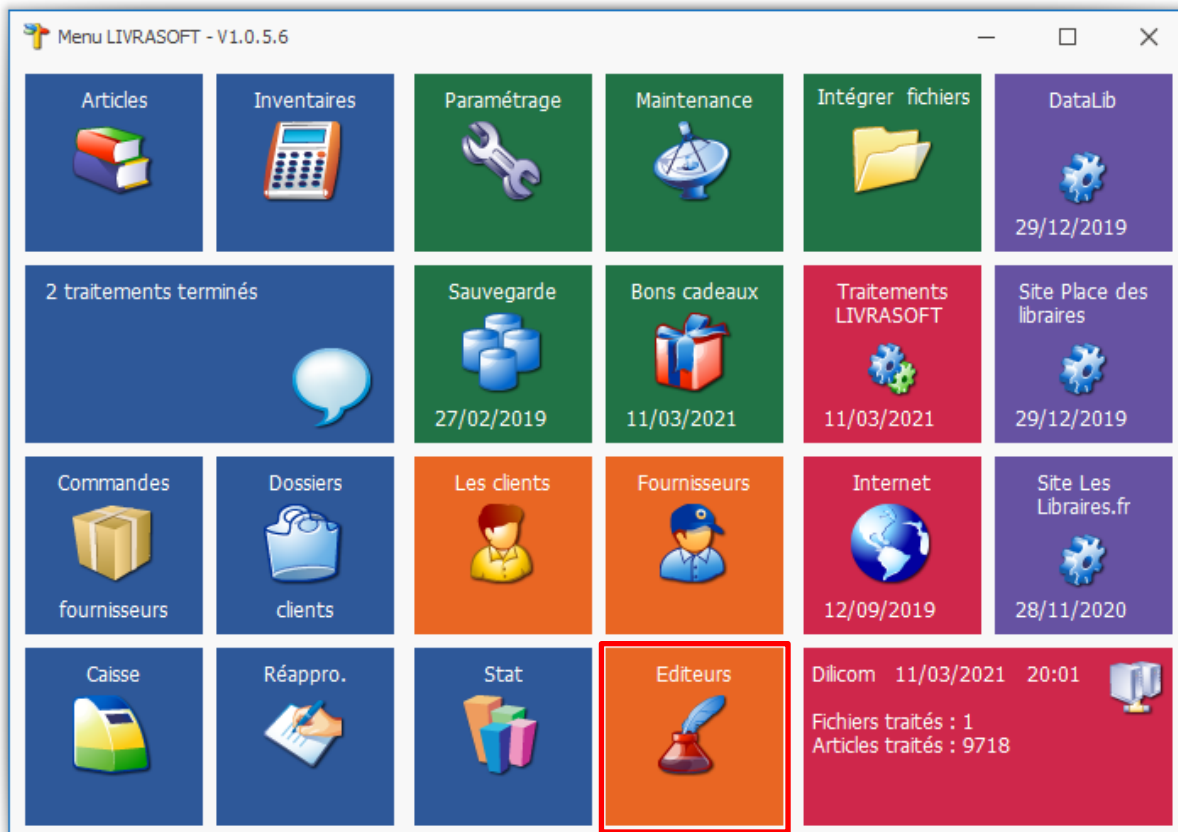 Menu LIVRASOFT - V1.0.5.6
Articles
Inventaires
Paramétrage
Maintenance
Intégrer fichiers
DataLib
29/12/2019
2 traitements terminés
Sauvegarde
27/02/2019
Bons cadeaux
11/03/2021
Traitements
LIVRASOFT
11/03/2021
Site Place des
libraires
29/12/2019
Commandes
fournisseurs
Dossiers
clients
Les clients
Fournisseurs
Internet
12/09/2019
Site Les
Libraires.fr
28/11/2020
Caisse
Réappro.
Stat
Editeurs
Dilicom 11/03/2021 20:01
Fichiers traités : 1
Articles traités : 9718